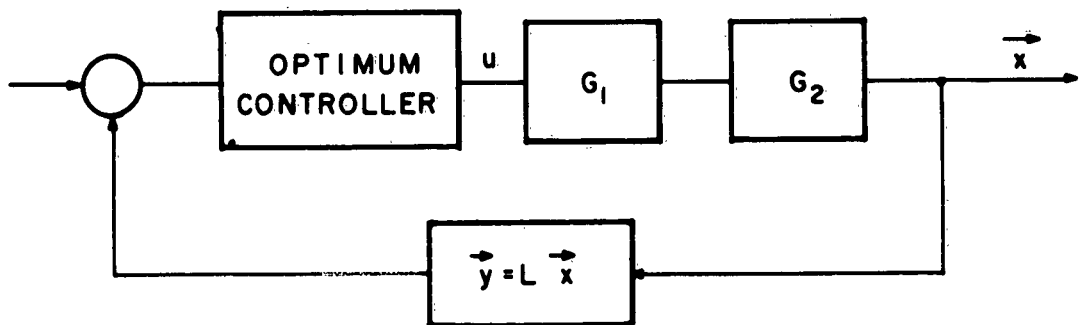 OPTIMUM
CONTROLLER
u
G₁
G₂
x⃗
y⃗ = L x⃗